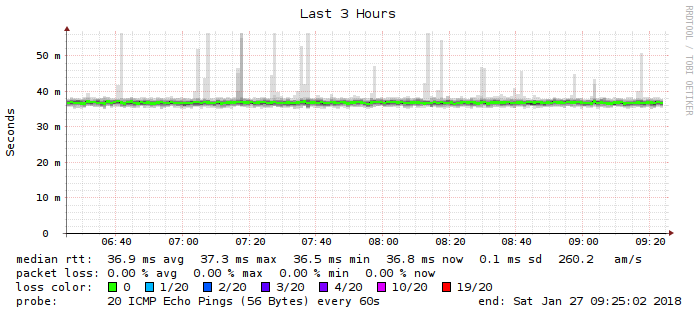 Last 3 Hours
RRDTOOL / TOBI OETIKER
Seconds
50 m
40 m
30 m
20 m
10 m
0
06:40 07:00 07:20 07:40 08:00 08:20 08:40 09:00 09:20
median rtt: 36.9 ms avg 37.3 ms max 36.5 ms min 36.8 ms now 0.1 ms sd 260.2 am/s
packet loss: 0.00 % avg 0.00 % max 0.00 % min 0.00 % now
loss color: 0 1/20 2/20 3/20 4/20 10/20 19/20
probe: 20 ICMP Echo Pings (56 Bytes) every 60s end: Sat Jan 27 09:25:02 2018